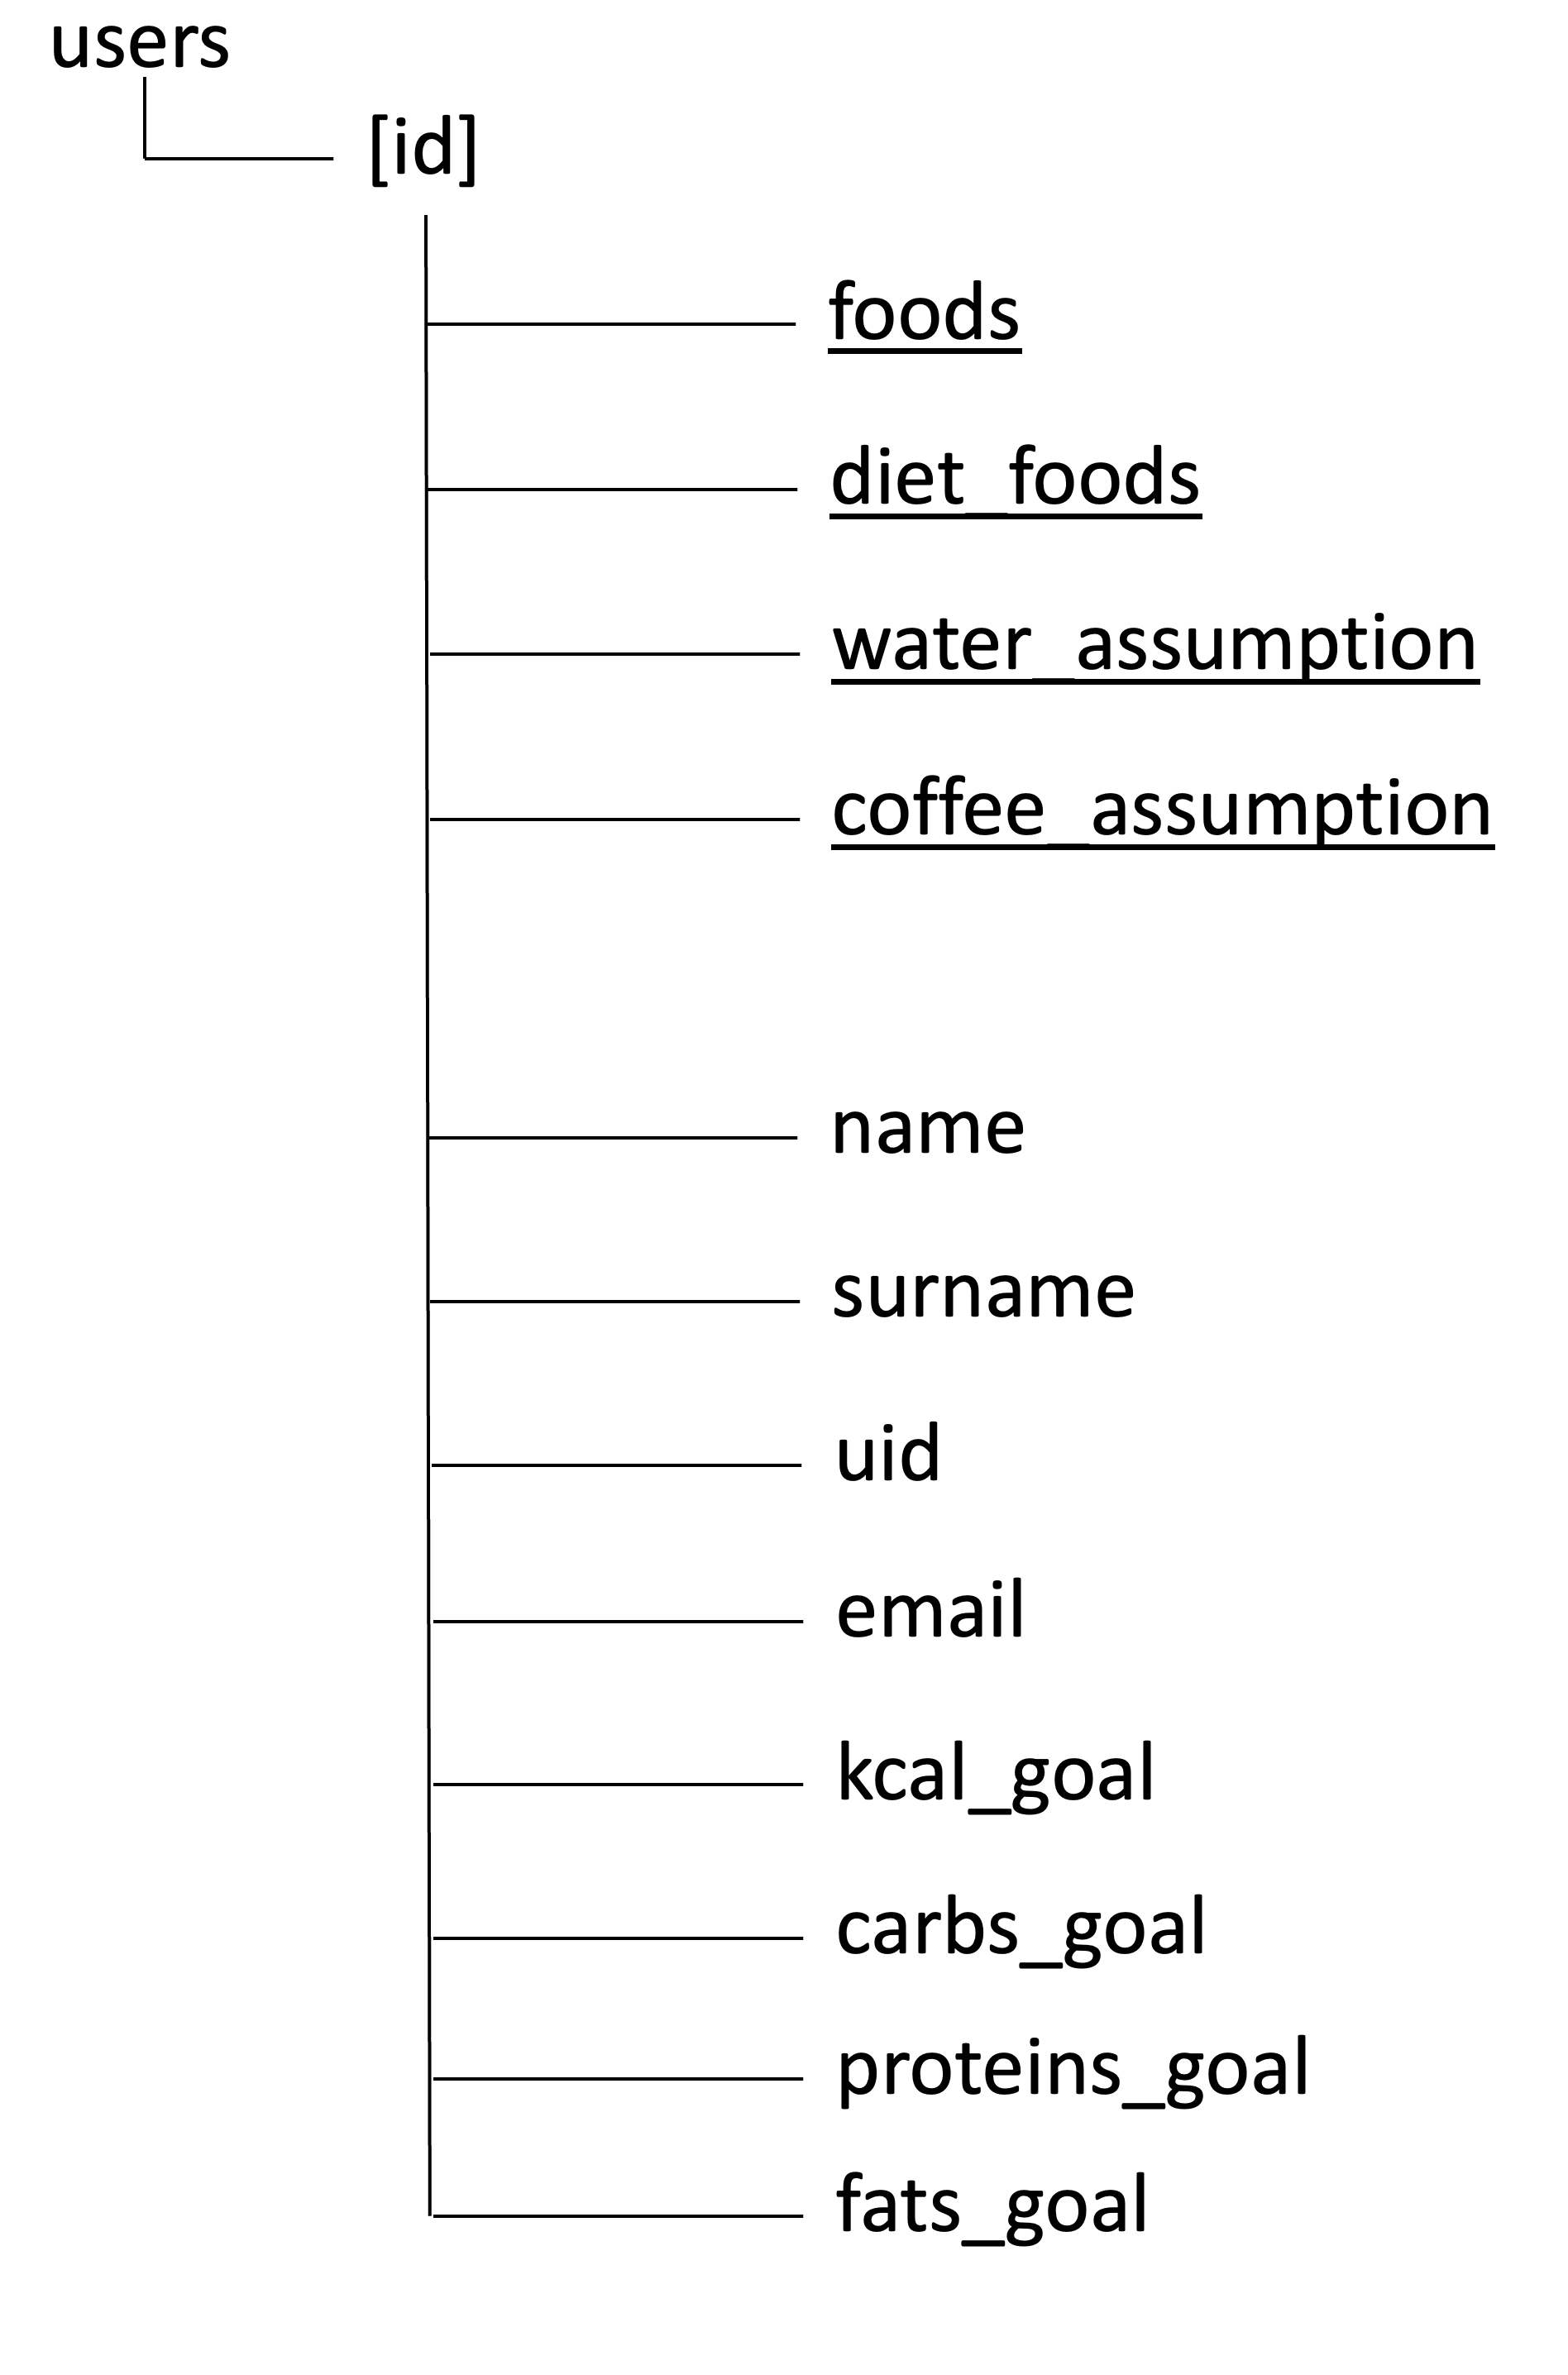 users
[id]
foods
diet_foods
water_assumption
coffee_assumption
name
surname
uid
email
kcal_goal
carbs_goal
proteins_goal
fats_goal